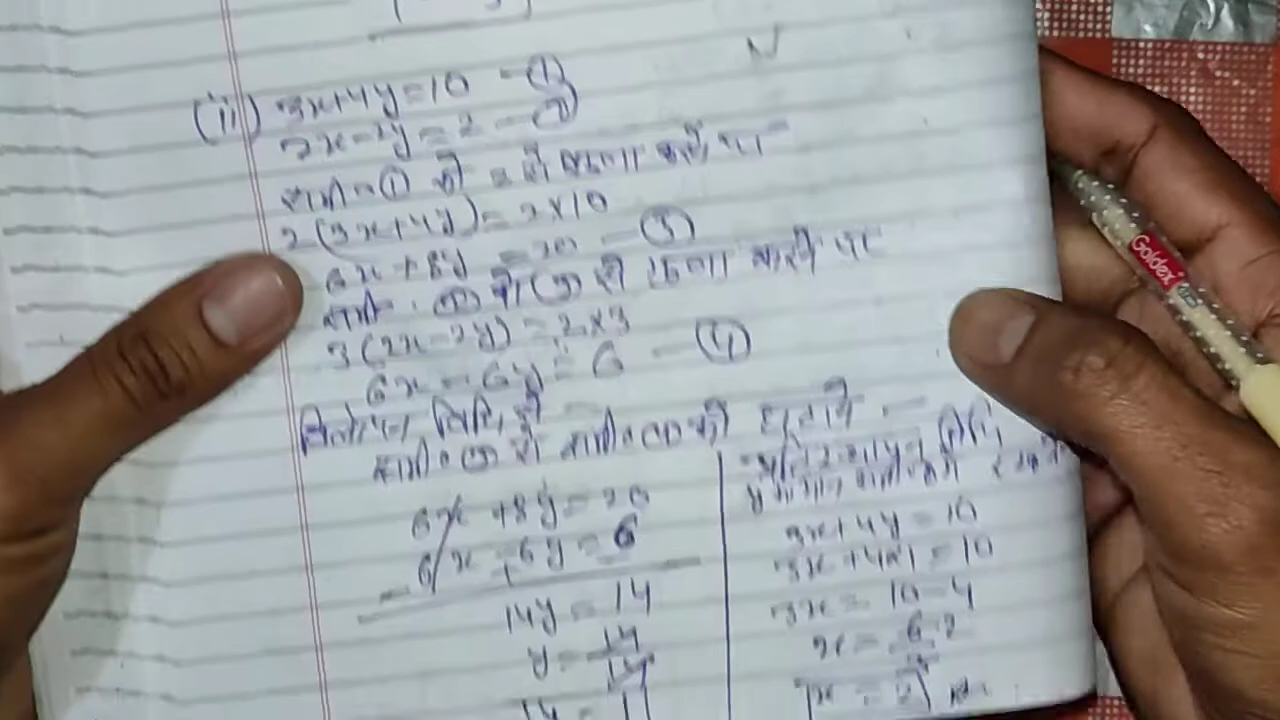 (ii) 3x+4y=10 -①
2x-2y=2 -②
समी० ① को 2 से गुणा करने पर
2(3x+4y)=2×10
6x+8y=20 -③
समी० ② को 3 से गुणा करने पर
3(2x-2y)=2×3
6x-6y=6 -④
विलोपन विधि से
समी० ③ से समी० ④ को घटाने
6x+8y=20
6x-6y=6
- +
14y=14
y=14/14
3x+4y=10
3x+4×1=10
3x=10-4
x=6 2
x=2
Goldex